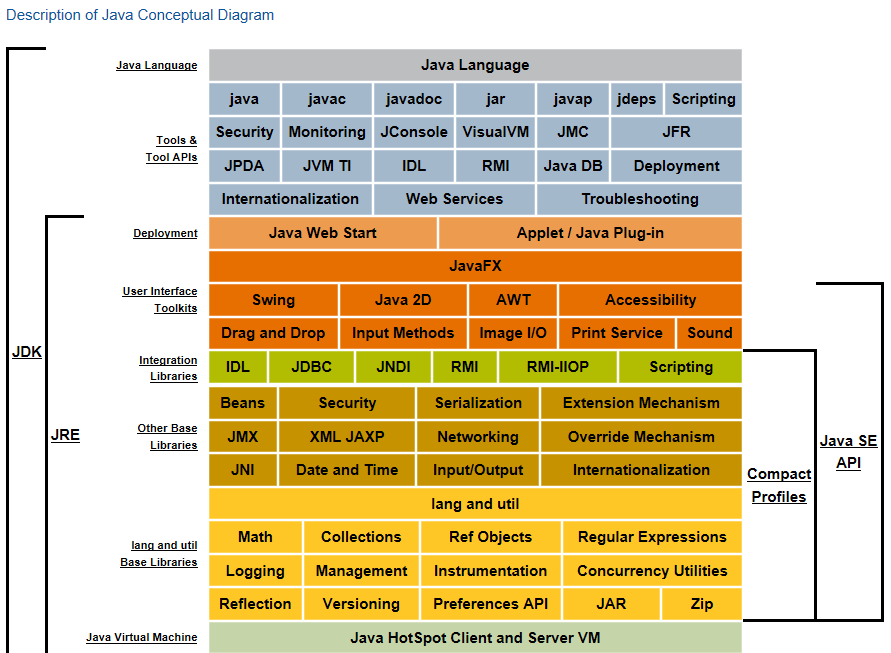 Description of Java Conceptual Diagram
Java Language
Java Language
java javac javadoc jar javap jdeps Scripting
Tools &
Tool APIs
Security Monitoring JConsole VisualVM JMC JFR
JPDA JVM TI IDL RMI Java DB Deployment
Internationalization Web Services Troubleshooting
Deployment
Java Web Start Applet / Java Plug-in
JavaFX
User Interface
Toolkits
Swing Java 2D AWT Accessibility
Drag and Drop Input Methods Image I/O Print Service Sound
JDK
Integration
Libraries
IDL JDBC JNDI RMI RMI-IIOP Scripting
JRE
Other Base
Libraries
Beans Security Serialization Extension Mechanism
JMX XML JAXP Networking Override Mechanism
JNI Date and Time Input/Output Internationalization
Java SE
API
Compact
Profiles
lang and util
lang and util
Base Libraries
Math Collections Ref Objects Regular Expressions
Logging Management Instrumentation Concurrency Utilities
Reflection Versioning Preferences API JAR Zip
Java Virtual Machine
Java HotSpot Client and Server VM